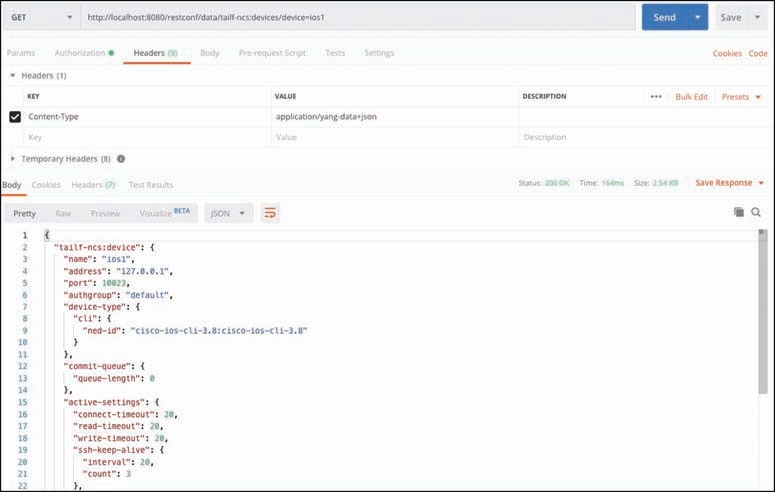 GET http://localhost:8080/restconf/data/tailf-ncs:devices/device=ios1 Send Save
Params Authorization Headers (9) Body Pre-request Script Tests Settings Cookies Code
Headers (1)
KEY VALUE DESCRIPTION ••• Bulk Edit Presets
Content-Type application/yang-data+json
Key Value Description
Temporary Headers (8)
Body Cookies Headers (7) Test Results Status: 200 OK Time: 164ms Size: 2.54 KB Save Response
Pretty Raw Preview Visualize BETA JSON
1 {
2 "tailf-ncs:device": {
3 "name": "ios1",
4 "address": "127.0.0.1",
5 "port": 10023,
6 "authgroup": "default",
7 "device-type": {
8 "cli": {
9 "ned-id": "cisco-ios-cli-3.8:cisco-ios-cli-3.8"
10 }
11 },
12 "commit-queue": {
13 "queue-length": 0
14 },
15 "active-settings": {
16 "connect-timeout": 20,
17 "read-timeout": 20,
18 "write-timeout": 20,
19 "ssh-keep-alive": {
20 "interval": 20,
21 "count": 3
22 },